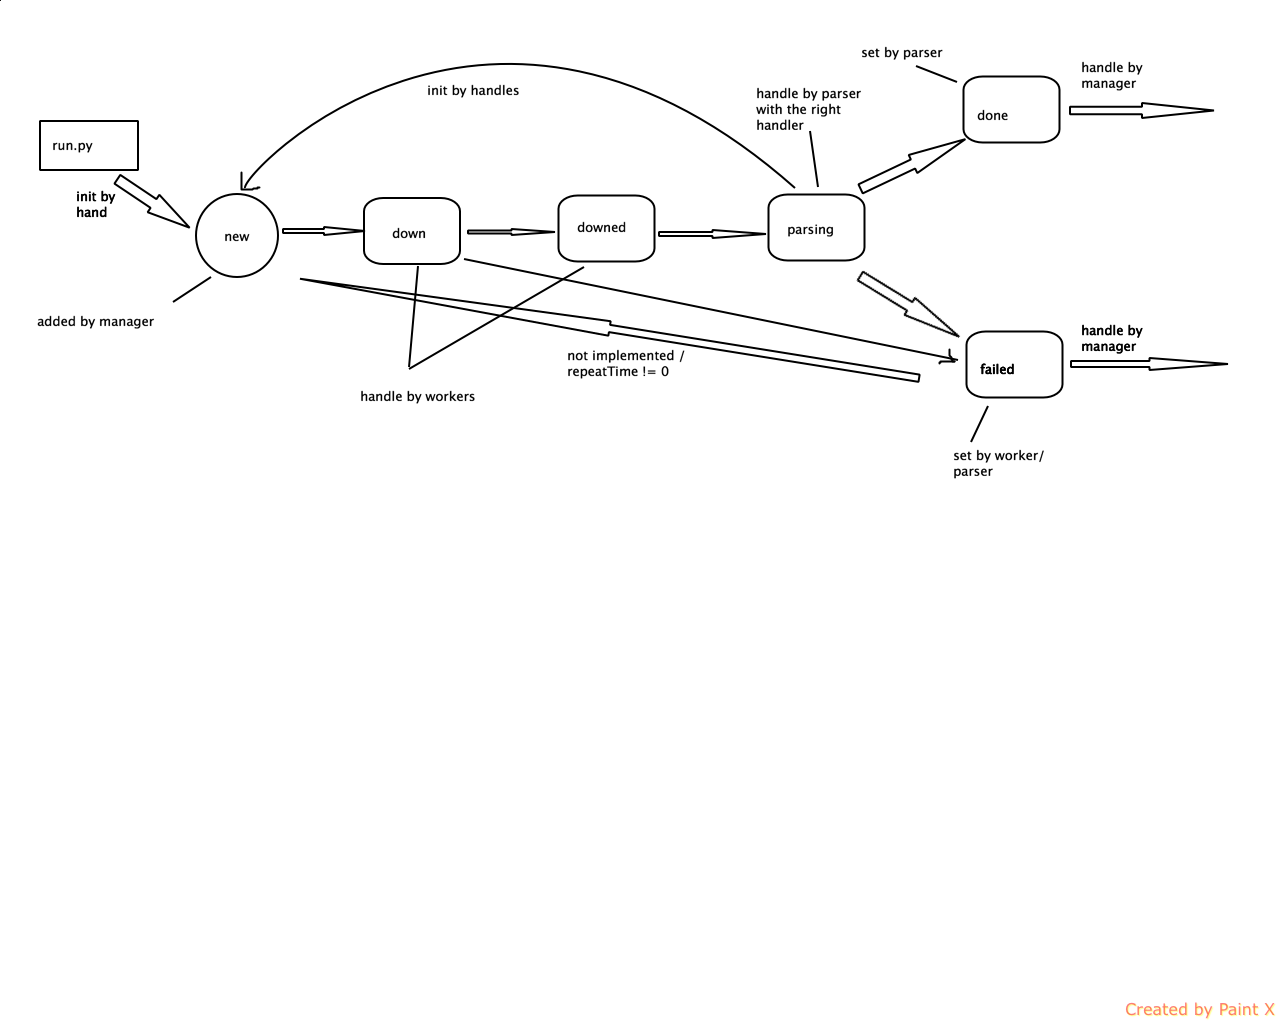 set by parser
handle by
manager
init by handles
handle by parser
with the right
handler
done
run.py
init by
hand
new
down
downed
parsing
added by manager
not implemented /
repeatTime != 0
handle by workers
handle by
manager
failed
set by worker/
parser
Created by Paint X